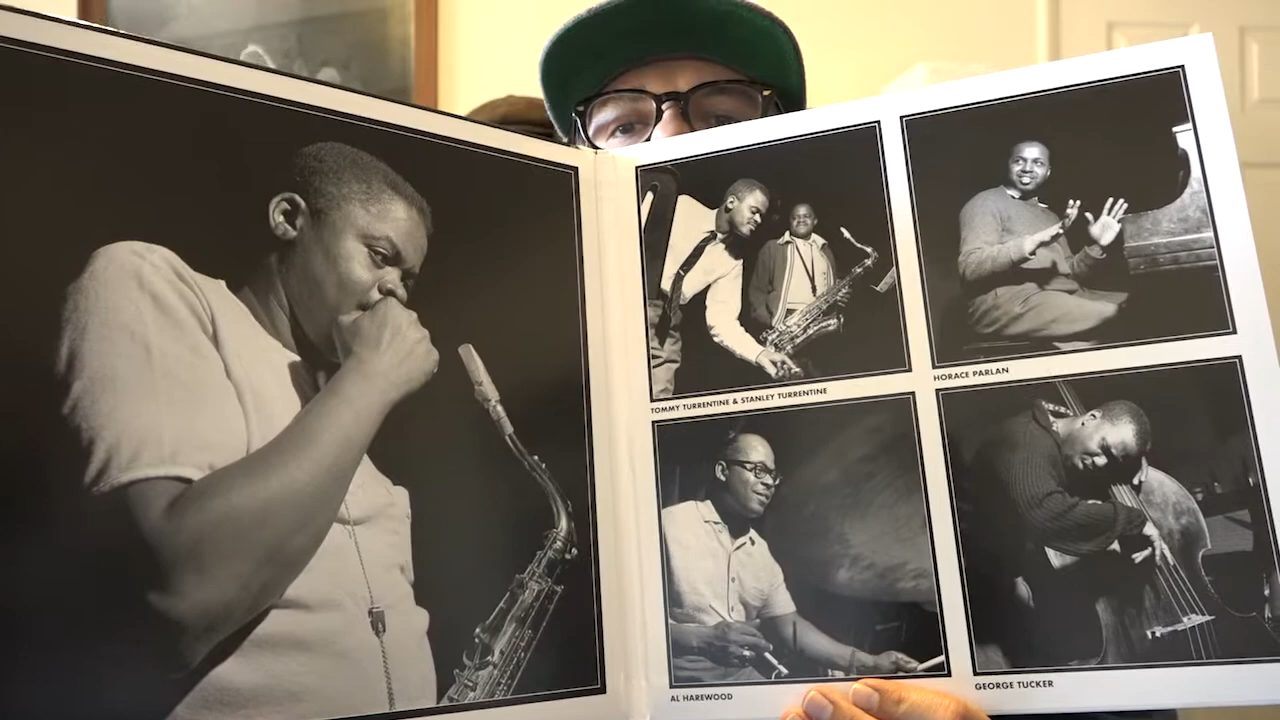 TOMMY TURRENTINE & STANLEY TURRENTINE
HORACE PARLAN
AL HAREWOOD
GEORGE TUCKER